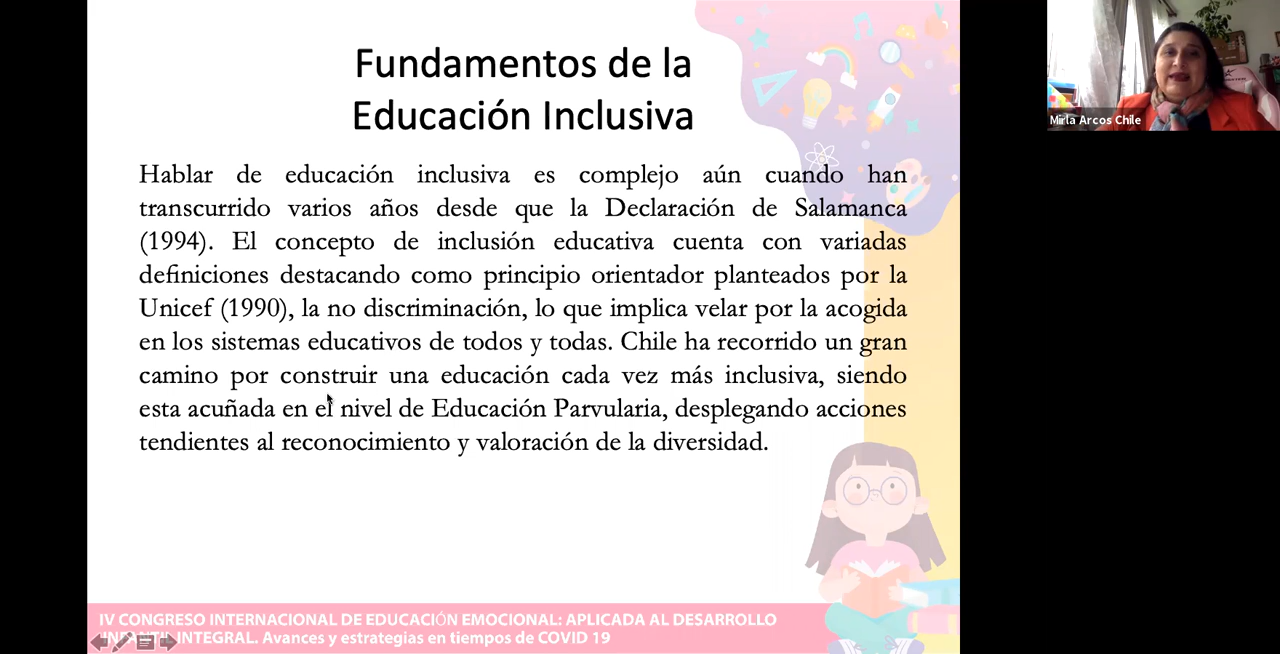 Fundamentos de la
Educación Inclusiva
Hablar de educación inclusiva es complejo aún cuando han
transcurrido varios años desde que la Declaración de Salamanca
(1994). El concepto de inclusión educativa cuenta con variadas
definiciones destacando como principio orientador planteados por la
Unicef (1990), la no discriminación, lo que implica velar por la acogida
en los sistemas educativos de todos y todas. Chile ha recorrido un gran
camino por construir una educación cada vez más inclusiva, siendo
esta acuñada en el nivel de Educación Parvularia, desplegando acciones
tendientes al reconocimiento y valoración de la diversidad.
IV CONGRESO INTERNACIONAL DE EDUCACIÓN EMOCIONAL: APLICADA AL DESARROLLO
INFANTIL INTEGRAL. Avances y estrategias en tiempos de COVID 19
Mirla Arcos Chile